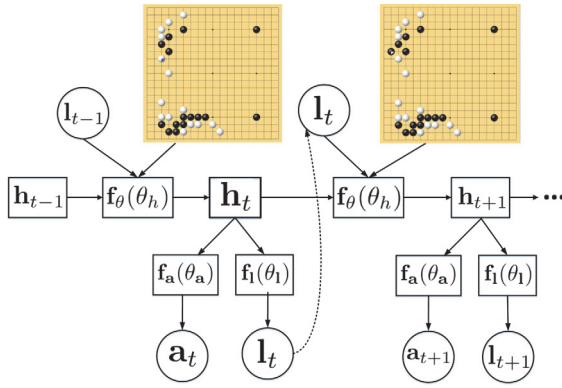 l_{t−1} l_t
h_{t−1} f_θ(θ_h) h_t f_θ(θ_h) h_{t+1} •••
f_a(θ_a) f_l(θ_l) f_a(θ_a) f_l(θ_l)
a_t l_t a_{t+1} l_{t+1}